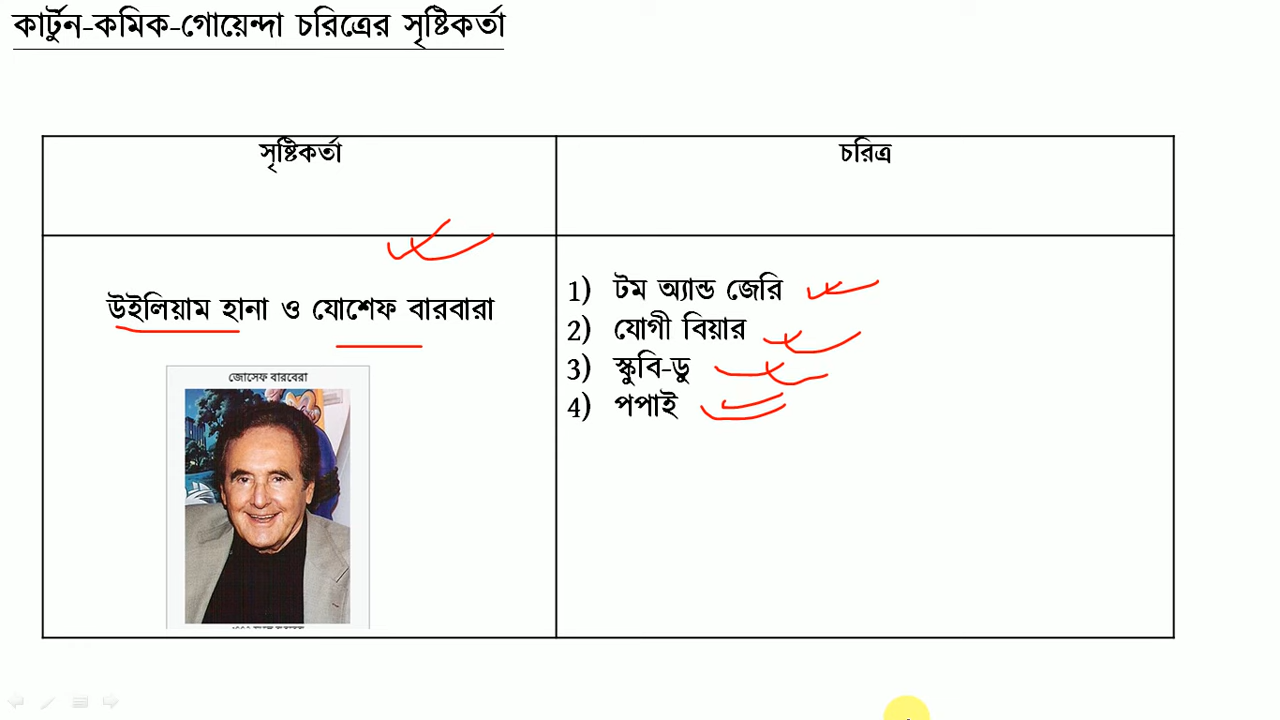 কার্টুন-কমিক-গোয়েন্দা চরিত্রের সৃষ্টিকর্তা
সৃষ্টিকর্তা
চরিত্র
উইলিয়াম হানা ও যোশেফ বারবারা
জোসেফ বারবেরা
1) টম অ্যান্ড জেরি
2) যোগী বিয়ার
3) স্কুবি-ডু
4) পপাই